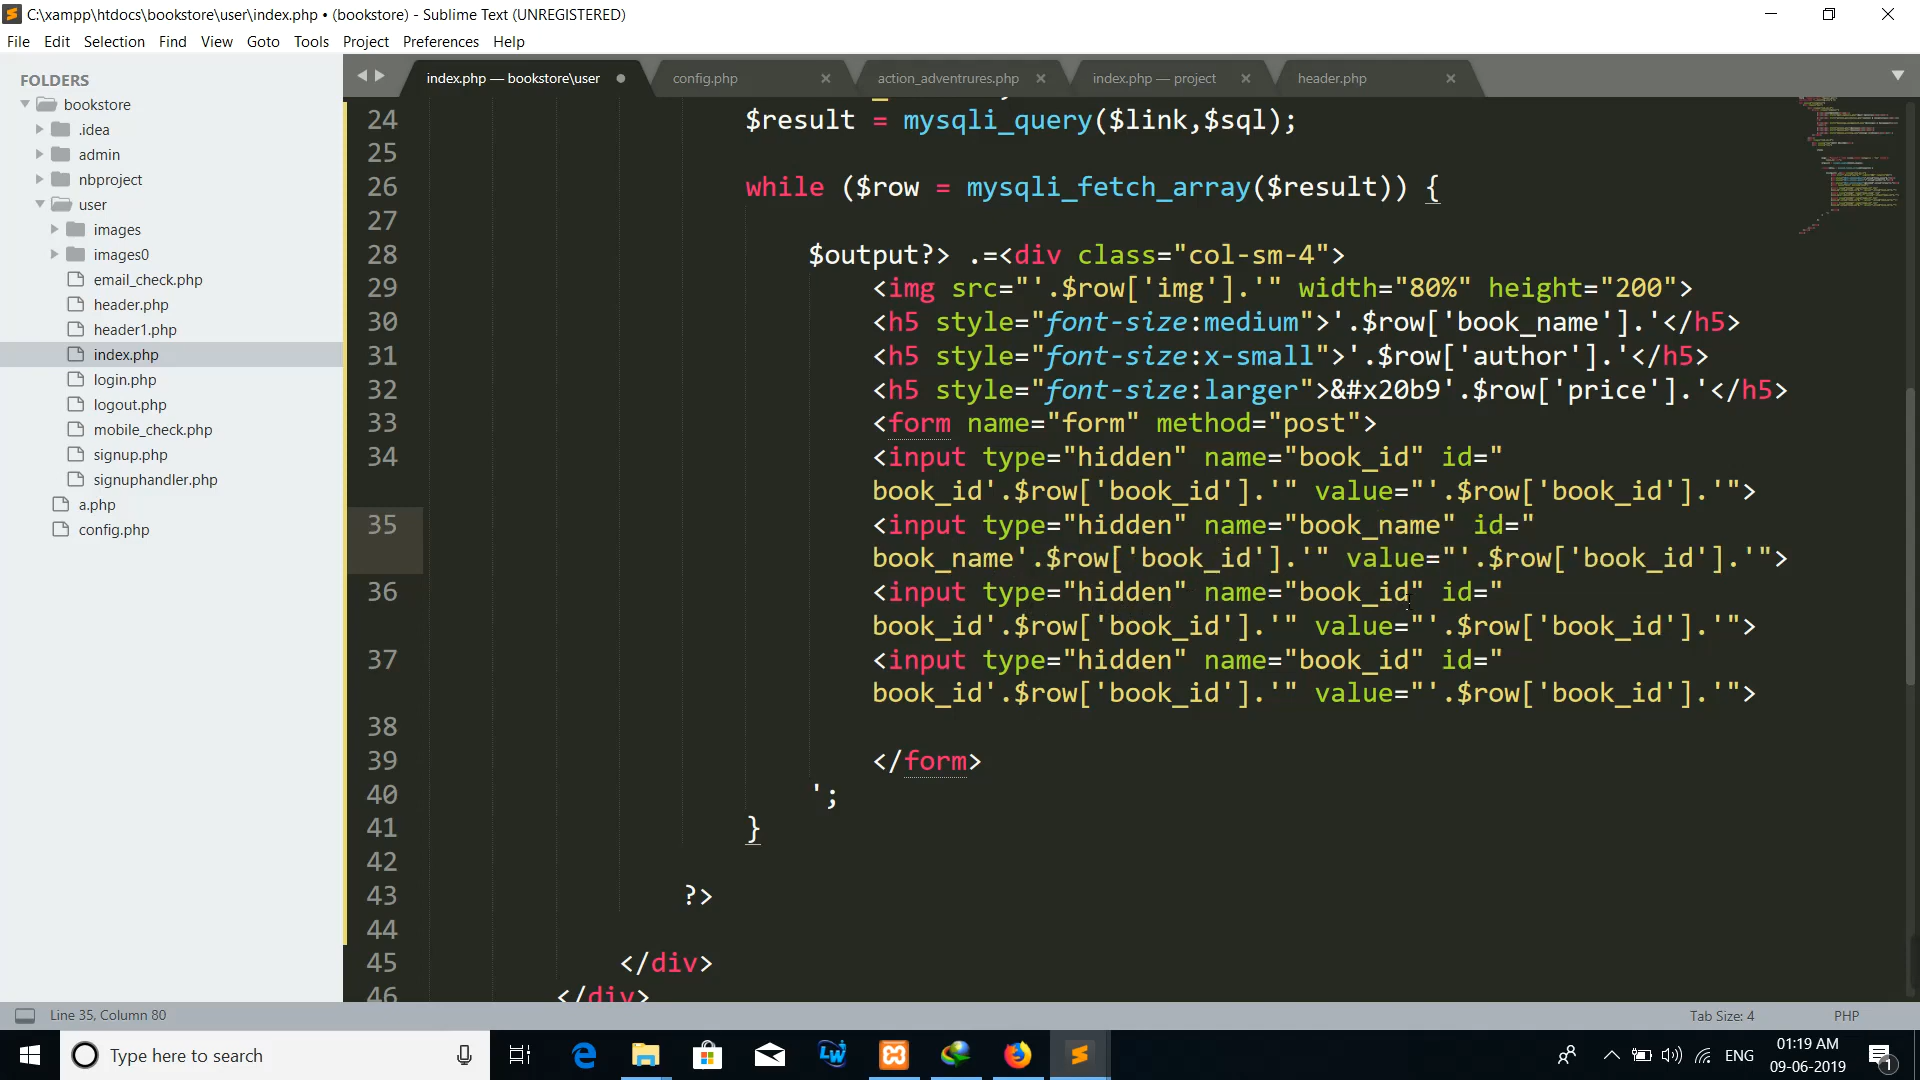 C:\xampp\htdocs\bookstore\user\index.php • (bookstore) - Sublime Text (UNREGISTERED)
File Edit Selection Find View Goto Tools Project Preferences Help
FOLDERS
bookstore
.idea
admin
nbproject
user
images
images0
email_check.php
header.php
header1.php
index.php
login.php
logout.php
mobile_check.php
signup.php
signuphandler.php
a.php
config.php
index.php — bookstore\user
config.php
action_adventrures.php
index.php — project
header.php
24 $result = mysqli_query($link,$sql);
25
26 while ($row = mysqli_fetch_array($result)) {
27
28 $output?> .=<div class="col-sm-4">
29 <img src="'.$row['img'].'" width="80%" height="200">
30 <h5 style="font-size:medium">'.$row['book_name'].'</h5>
31 <h5 style="font-size:x-small">'.$row['author'].'</h5>
32 <h5 style="font-size:larger">&#x20b9'.$row['price'].'</h5>
33 <form name="form" method="post">
34 <input type="hidden" name="book_id" id="
book_id'.$row['book_id'].'" value="'.$row['book_id'].'">
35 <input type="hidden" name="book_name" id="
book_name'.$row['book_id'].'" value="'.$row['book_id'].'">
36 <input type="hidden" name="book_id" id="
book_id'.$row['book_id'].'" value="'.$row['book_id'].'">
37 <input type="hidden" name="book_id" id="
book_id'.$row['book_id'].'" value="'.$row['book_id'].'">
38
39 </form>
40 ';
41 }
42
43 ?>
44
45 </div>
46 </div>
Line 35, Column 80
Tab Size: 4
PHP
Type here to search
ENG
01:19 AM
09-06-2019
1